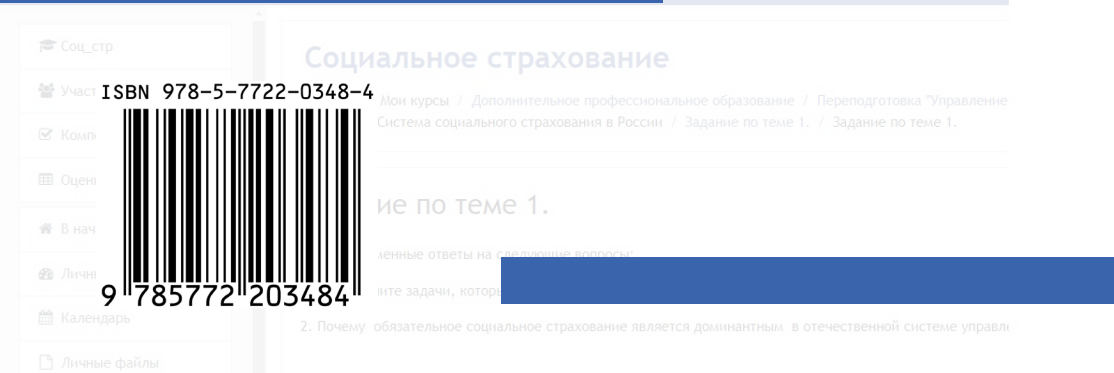 Соц_стр
Социальное страхование
Учас
ISBN 978-5-7722-0348-4
Мои курсы / Дополнительное профессиональное образование / Переподготовка "Управление
Комп
Система социального страхования в России / Задание по теме 1. / Задание по теме 1.
Оцен
В нач
ие по теме 1.
менные ответы на следующие вопросы:
Личн
ите задачи, которы
9 785772 203484
Календарь
2. Почему обязательное социальное страхование является доминантным в отечественной системе управле
Личные файлы